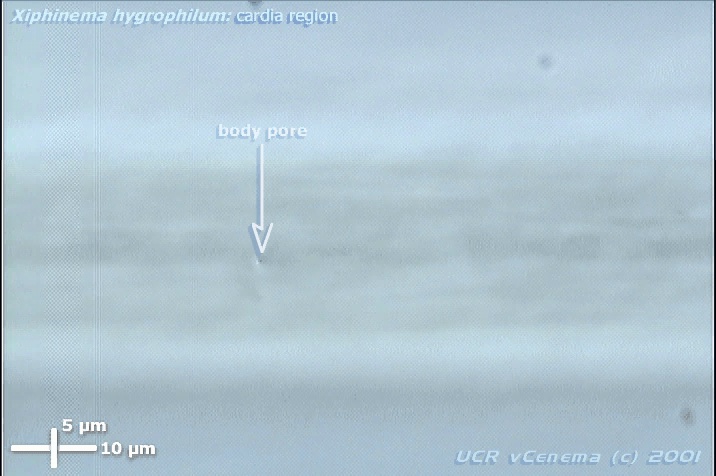 Xiphinema hygrophilum: cardia region
body pore
5 µm
10 µm
UCR vCenema (c) 2001